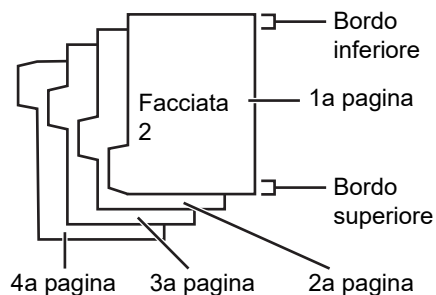 Bordo
inferiore
Facciata
2
1a pagina
Bordo
superiore
4a pagina
3a pagina
2a pagina